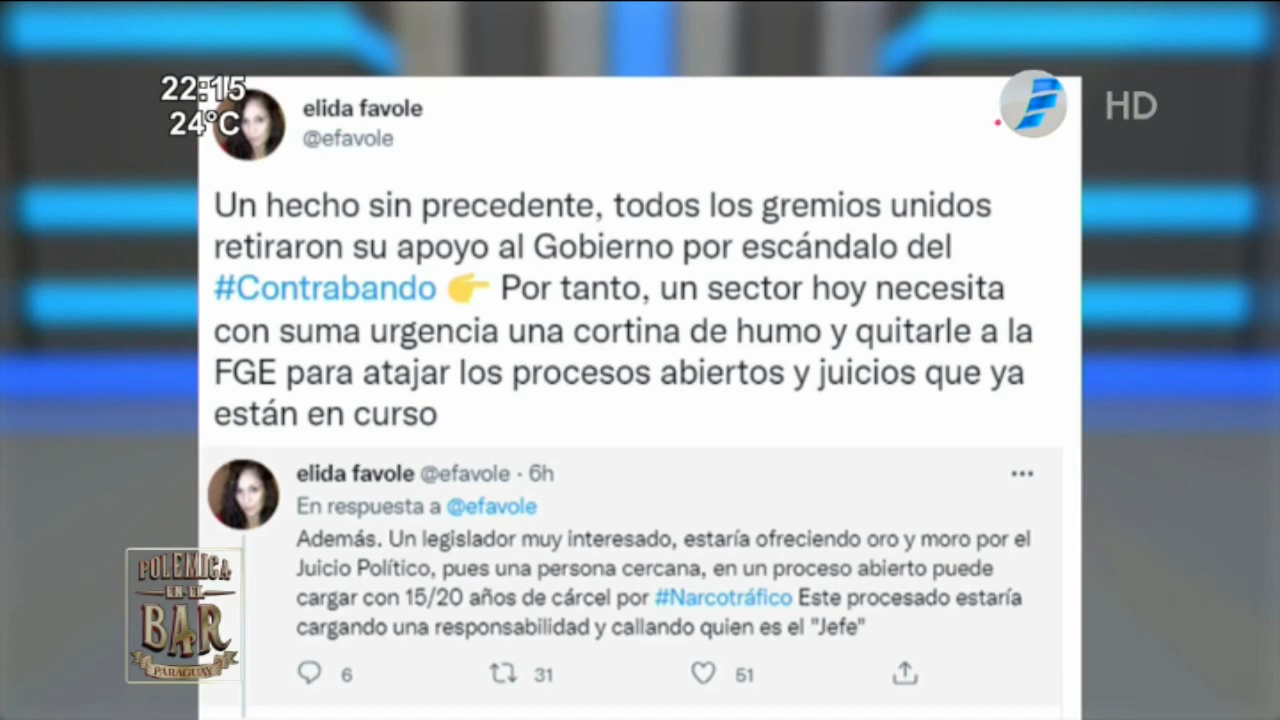 22:15
24°C
HD
elida favole
@efavole
Un hecho sin precedente, todos los gremios unidos
retiraron su apoyo al Gobierno por escándalo del
#Contrabando 👉 Por tanto, un sector hoy necesita
con suma urgencia una cortina de humo y quitarle a la
FGE para atajar los procesos abiertos y juicios que ya
están en curso
elida favole @efavole · 6h
En respuesta a @efavole
Además. Un legislador muy interesado, estaría ofreciendo oro y moro por el
Juicio Político, pues una persona cercana, en un proceso abierto puede
cargar con 15/20 años de cárcel por #Narcotráfico Este procesado estaría
cargando una responsabilidad y callando quien es el "Jefe"
6 31 51
POLEMICA
EN EL
BAR
PARAGUAY